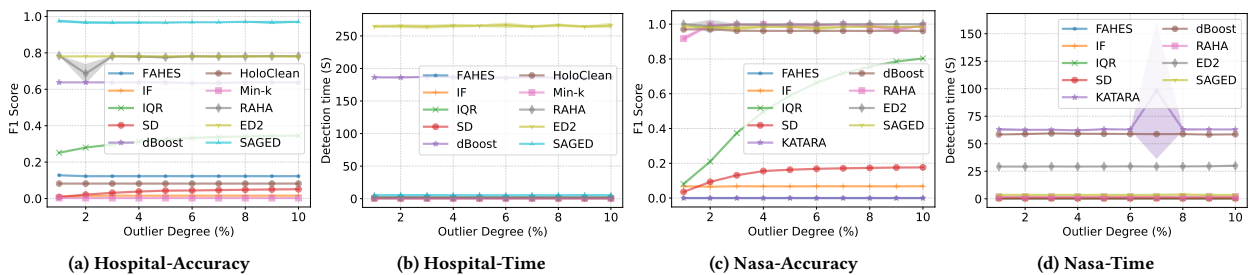 F1 Score
1.0
0.8
0.6
0.4
0.2
0.0
FAHES
IF
IQR
SD
dBoost
HoloClean
Min-k
RAHA
ED2
SAGED
2 4 6 8 10
Outlier Degree (%)
(a) Hospital-Accuracy
Detection time (S)
250
200
150
100
50
0
FAHES
IF
IQR
SD
dBoost
HoloClean
Min-k
RAHA
ED2
SAGED
2 4 6 8 10
Outlier Degree (%)
(b) Hospital-Time
F1 Score
1.0
0.8
0.6
0.4
0.2
0.0
FAHES
IF
IQR
SD
KATARA
dBoost
RAHA
ED2
SAGED
2 4 6 8 10
Outlier Degree (%)
(c) Nasa-Accuracy
Detection time (S)
150
125
100
75
50
25
0
FAHES
IF
IQR
SD
KATARA
dBoost
RAHA
ED2
SAGED
2 4 6 8 10
Outlier Degree (%)
(d) Nasa-Time